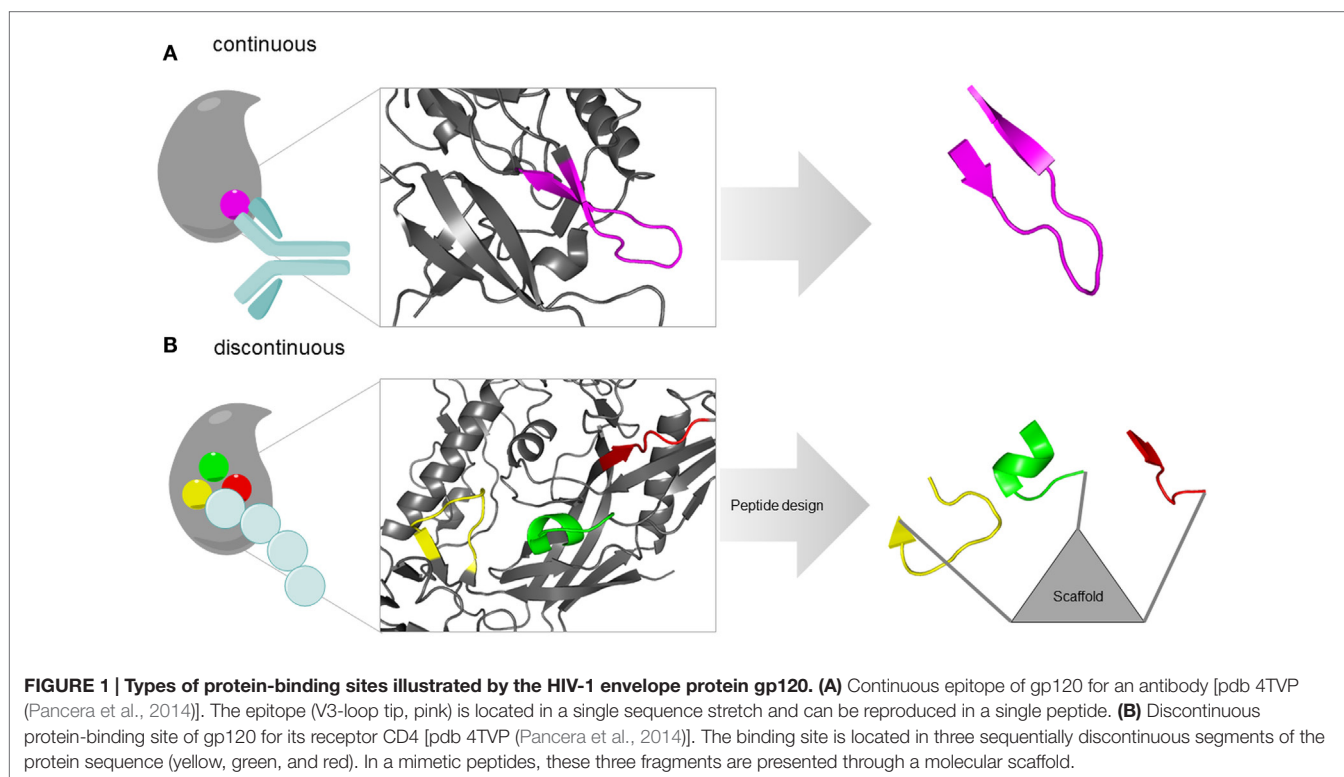 A
continuous
B
discontinuous
Peptide design
Scaffold
FIGURE 1 | Types of protein-binding sites illustrated by the HIV-1 envelope protein gp120. (A) Continuous epitope of gp120 for an antibody [pdb 4TVP
(Pancera et al., 2014)]. The epitope (V3-loop tip, pink) is located in a single sequence stretch and can be reproduced in a single peptide. (B) Discontinuous
protein-binding site of gp120 for its receptor CD4 [pdb 4TVP (Pancera et al., 2014)]. The binding site is located in three sequentially discontinuous segments of the
protein sequence (yellow, green, and red). In a mimetic peptides, these three fragments are presented through a molecular scaffold.